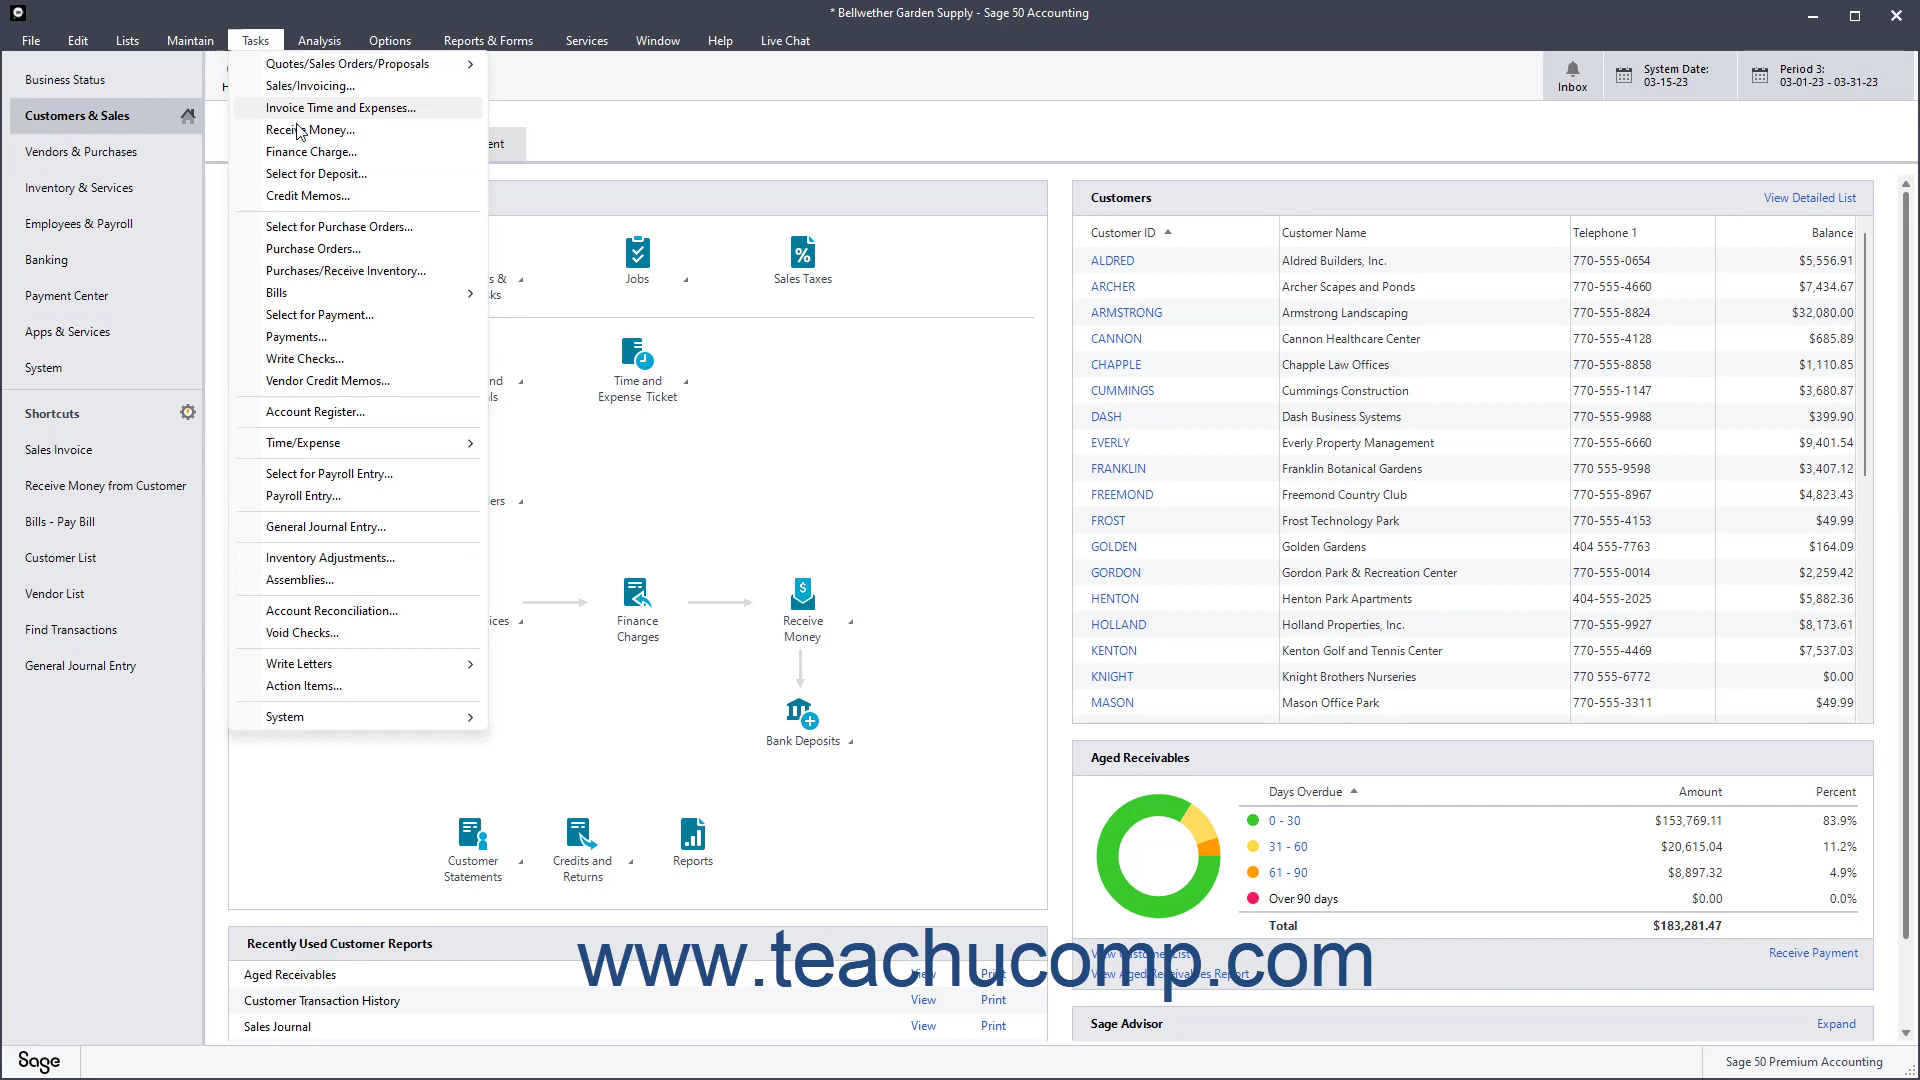 * Bellwether Garden Supply - Sage 50 Accounting
File Edit Lists Maintain Tasks Analysis Options Reports & Forms Services Window Help Live Chat
Business Status
Customers & Sales
Vendors & Purchases
Inventory & Services
Employees & Payroll
Banking
Payment Center
Apps & Services
System
Shortcuts
Sales Invoice
Receive Money from Customer
Bills - Pay Bill
Customer List
Vendor List
Find Transactions
General Journal Entry
Quotes/Sales Orders/Proposals
Sales/Invoicing...
Invoice Time and Expenses...
Receive Money...
Finance Charge...
Select for Deposit...
Credit Memos...
Select for Purchase Orders...
Purchase Orders...
Purchases/Receive Inventory...
Bills
Select for Payment...
Payments...
Write Checks...
Vendor Credit Memos...
Account Register...
Time/Expense
Select for Payroll Entry...
Payroll Entry...
General Journal Entry...
Inventory Adjustments...
Assemblies...
Account Reconciliation...
Void Checks...
Write Letters
Action Items...
System
Inbox
System Date:
03-15-23
Period 3:
03-01-23 - 03-31-23
ent
s &
ks
Jobs
Sales Taxes
nd
ls
Time and
Expense Ticket
ers
ices
Finance
Charges
Receive
Money
Bank Deposits
Customer
Statements
Credits and
Returns
Reports
Recently Used Customer Reports
Aged Receivables View Print
Customer Transaction History View Print
Sales Journal View Print
Customers View Detailed List
Customer ID Customer Name Telephone 1 Balance
ALDRED Aldred Builders, Inc. 770-555-0654 $5,556.91
ARCHER Archer Scapes and Ponds 770-555-4660 $7,434.67
ARMSTRONG Armstrong Landscaping 770-555-8824 $32,080.00
CANNON Cannon Healthcare Center 770-555-4128 $685.89
CHAPPLE Chapple Law Offices 770-555-8858 $1,110.85
CUMMINGS Cummings Construction 770-555-1147 $3,680.87
DASH Dash Business Systems 770-555-9988 $399.90
EVERLY Everly Property Management 770-555-6660 $9,401.54
FRANKLIN Franklin Botanical Gardens 770 555-9598 $3,407.12
FREEMOND Freemond Country Club 770-555-8967 $4,823.43
FROST Frost Technology Park 770-555-4153 $49.99
GOLDEN Golden Gardens 404 555-7763 $164.09
GORDON Gordon Park & Recreation Center 770-555-0014 $2,259.42
HENTON Henton Park Apartments 404-555-2025 $5,882.36
HOLLAND Holland Properties, Inc. 770-555-9927 $8,173.61
KENTON Kenton Golf and Tennis Center 770-555-4469 $7,537.03
KNIGHT Knight Brothers Nurseries 770 555-6772 $0.00
MASON Mason Office Park 770-555-3311 $49.99
Aged Receivables
Days Overdue Amount Percent
0 - 30 $153,769.11 83.9%
31 - 60 $20,615.04 11.2%
61 - 90 $8,897.32 4.9%
Over 90 days $0.00 0.0%
Total $183,281.47
View Customer List Receive Payment
View Aged Receivables Report
Sage Advisor Expand
www.teachucomp.com
Sage
Sage 50 Premium Accounting